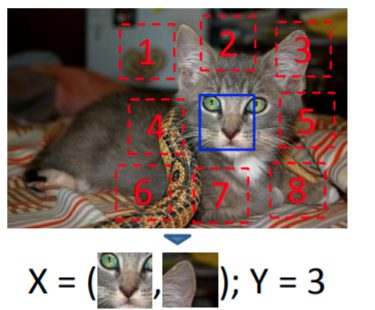 1 2 3
4 5
6 7 8
X = ( , ); Y = 3